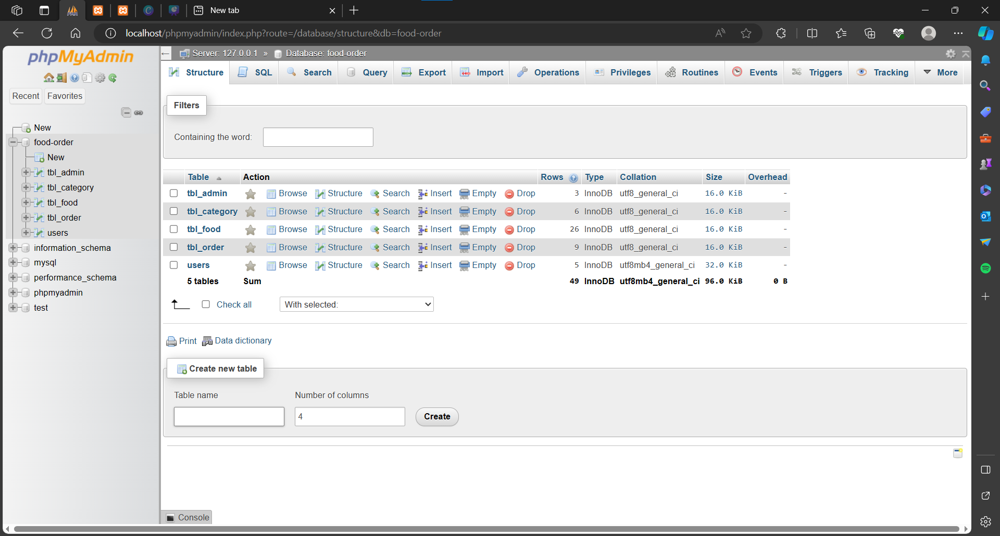 New tab
localhost/phpmyadmin/index.php?route=/database/structure&db=food-order
phpMyAdmin
Recent Favorites
New
food-order
New
tbl_admin
tbl_category
tbl_food
tbl_order
users
information_schema
mysql
performance_schema
phpmyadmin
test
Server: 127.0.0.1 » Database: food-order
Structure SQL Search Query Export Import Operations Privileges Routines Events Triggers Tracking More
Filters
Containing the word:
Table Action Rows Type Collation Size Overhead
tbl_admin Browse Structure Search Insert Empty Drop 3 InnoDB utf8_general_ci 16.0 KiB -
tbl_category Browse Structure Search Insert Empty Drop 6 InnoDB utf8_general_ci 16.0 KiB -
tbl_food Browse Structure Search Insert Empty Drop 26 InnoDB utf8_general_ci 16.0 KiB -
tbl_order Browse Structure Search Insert Empty Drop 9 InnoDB utf8_general_ci 16.0 KiB -
users Browse Structure Search Insert Empty Drop 5 InnoDB utf8mb4_general_ci 32.0 KiB -
5 tables Sum 49 InnoDB utf8mb4_general_ci 96.0 KiB 0 B
Check all With selected:
Print Data dictionary
Create new table
Table name Number of columns
4 Create
Console